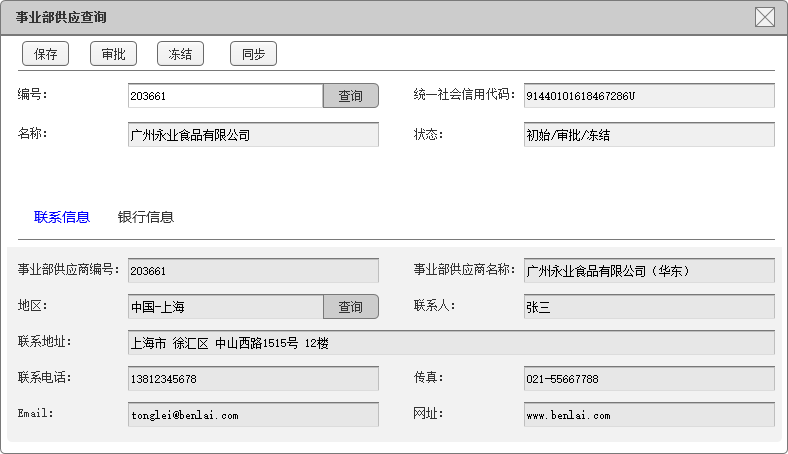 事业部供应查询
保存 审批 冻结 同步
编号: 203661 查询 统一社会信用代码: 91440101618467286U
名称: 广州永业食品有限公司 状态: 初始/审批/冻结
联系信息 银行信息
事业部供应商编号: 203661 事业部供应商名称: 广州永业食品有限公司（华东）
地区: 中国-上海 查询 联系人: 张三
联系地址: 上海市 徐汇区 中山西路1515号 12楼
联系电话: 13812345678 传真: 021-55667788
Email: tonglei@benlai.com 网址: www.benlai.com